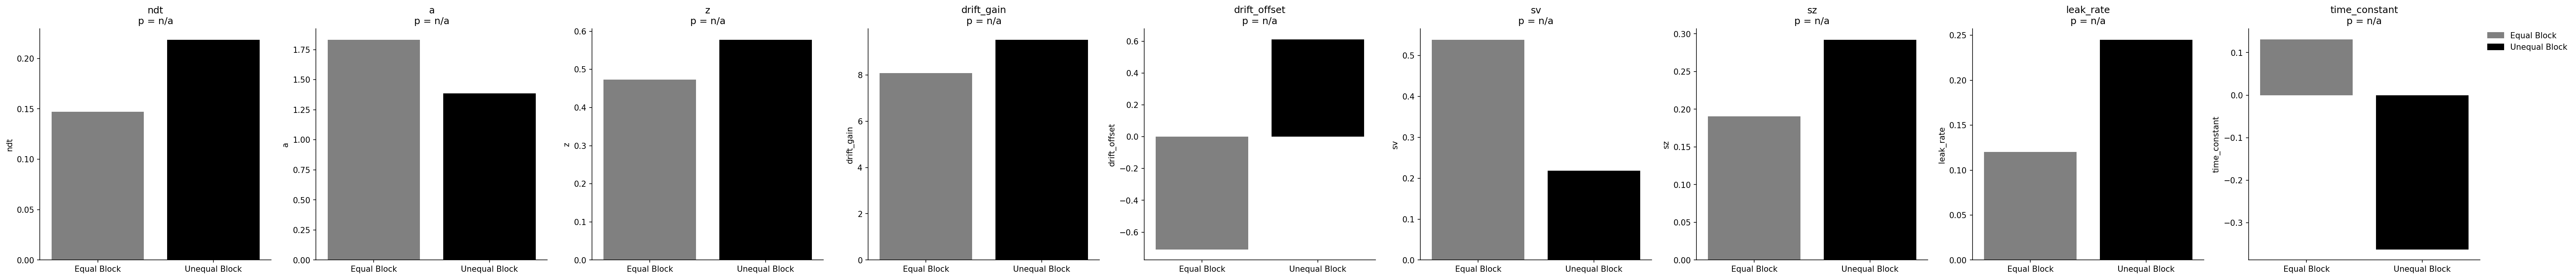 ndt
p = n/a
0.20
0.15
0.10
0.05
0.00
ndt
Equal Block
Unequal Block
a
p = n/a
1.75
1.50
1.25
1.00
0.75
0.50
0.25
0.00
a
Equal Block
Unequal Block
z
p = n/a
0.6
0.5
0.4
0.3
0.2
0.1
0.0
z
Equal Block
Unequal Block
drift_gain
p = n/a
8
6
4
2
0
drift_gain
Equal Block
Unequal Block
drift_offset
p = n/a
0.6
0.4
0.2
0.0
−0.2
−0.4
−0.6
drift_offset
Equal Block
Unequal Block
sv
p = n/a
0.5
0.4
0.3
0.2
0.1
0.0
sv
Equal Block
Unequal Block
sz
p = n/a
0.30
0.25
0.20
0.15
0.10
0.05
0.00
sz
Equal Block
Unequal Block
leak_rate
p = n/a
0.25
0.20
0.15
0.10
0.05
0.00
leak_rate
Equal Block
Unequal Block
time_constant
p = n/a
0.1
0.0
−0.1
−0.2
−0.3
time_constant
Equal Block
Unequal Block
Equal Block
Unequal Block